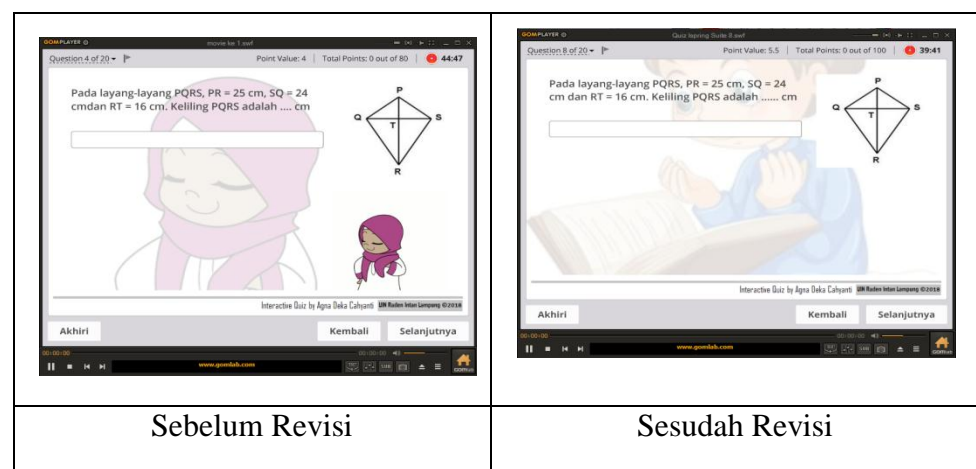 GOMPLAYER
movie ke 1.swf
Question 4 of 20
Point Value: 4 | Total Points: 0 out of 80
44:47
Pada layang-layang PQRS, PR = 25 cm, SQ = 24
cmdan RT = 16 cm. Keliling PQRS adalah .... cm
P
Q
S
T
R
Interactive Quiz by Agna Deka Cahyanti UIN Raden Intan Lampung ©2018
Akhiri
Kembali
Selanjutnya
00:00:00
00:00:00
www.gomlab.com
Sebelum Revisi
GOMPLAYER
Quiz Ispring Suite 8.swf
Question 8 of 20
Point Value: 5.5 | Total Points: 0 out of 100
39:41
Pada layang-layang PQRS, PR = 25 cm, SQ = 24
cm dan RT = 16 cm. Keliling PQRS adalah ...... cm
P
Q
S
T
R
Interactive Quiz by Agna Deka Cahyanti UIN Raden Intan Lampung ©2018
Akhiri
Kembali
Selanjutnya
00:00:00
00:00:00
www.gomlab.com
Sesudah Revisi